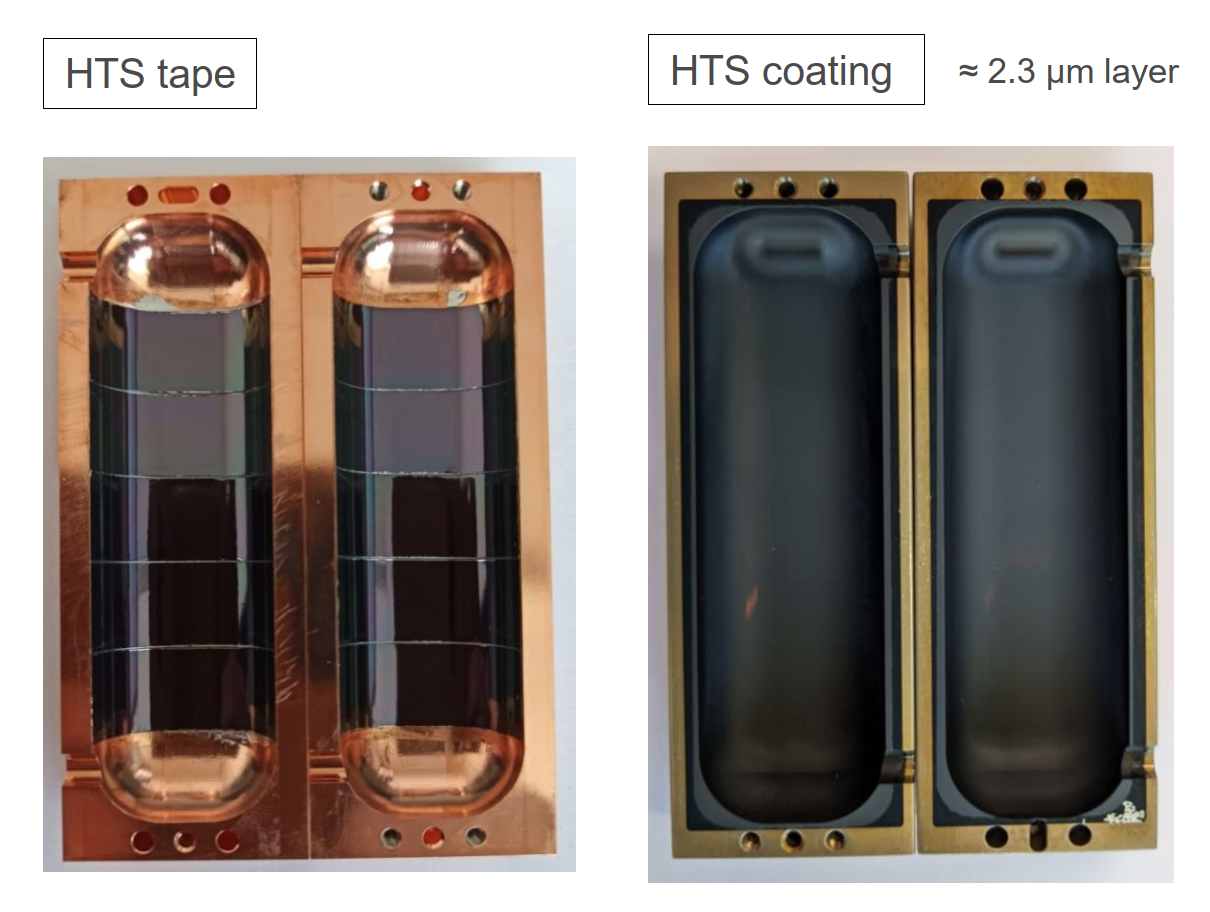 HTS tape
HTS coating
≈ 2.3 µm layer